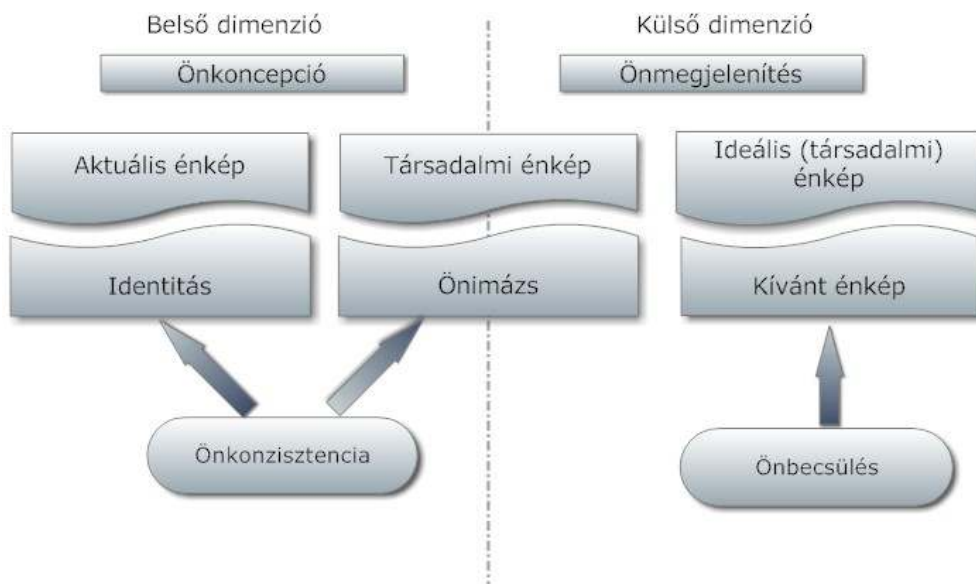 Belső dimenzió
Külső dimenzió
Önkoncepció
Önmegjelenítés
Aktuális énkép
Társadalmi énkép
Ideális (társadalmi)
énkép
Identitás
Önimázs
Kívánt énkép
Önkonzisztencia
Önbecsülés